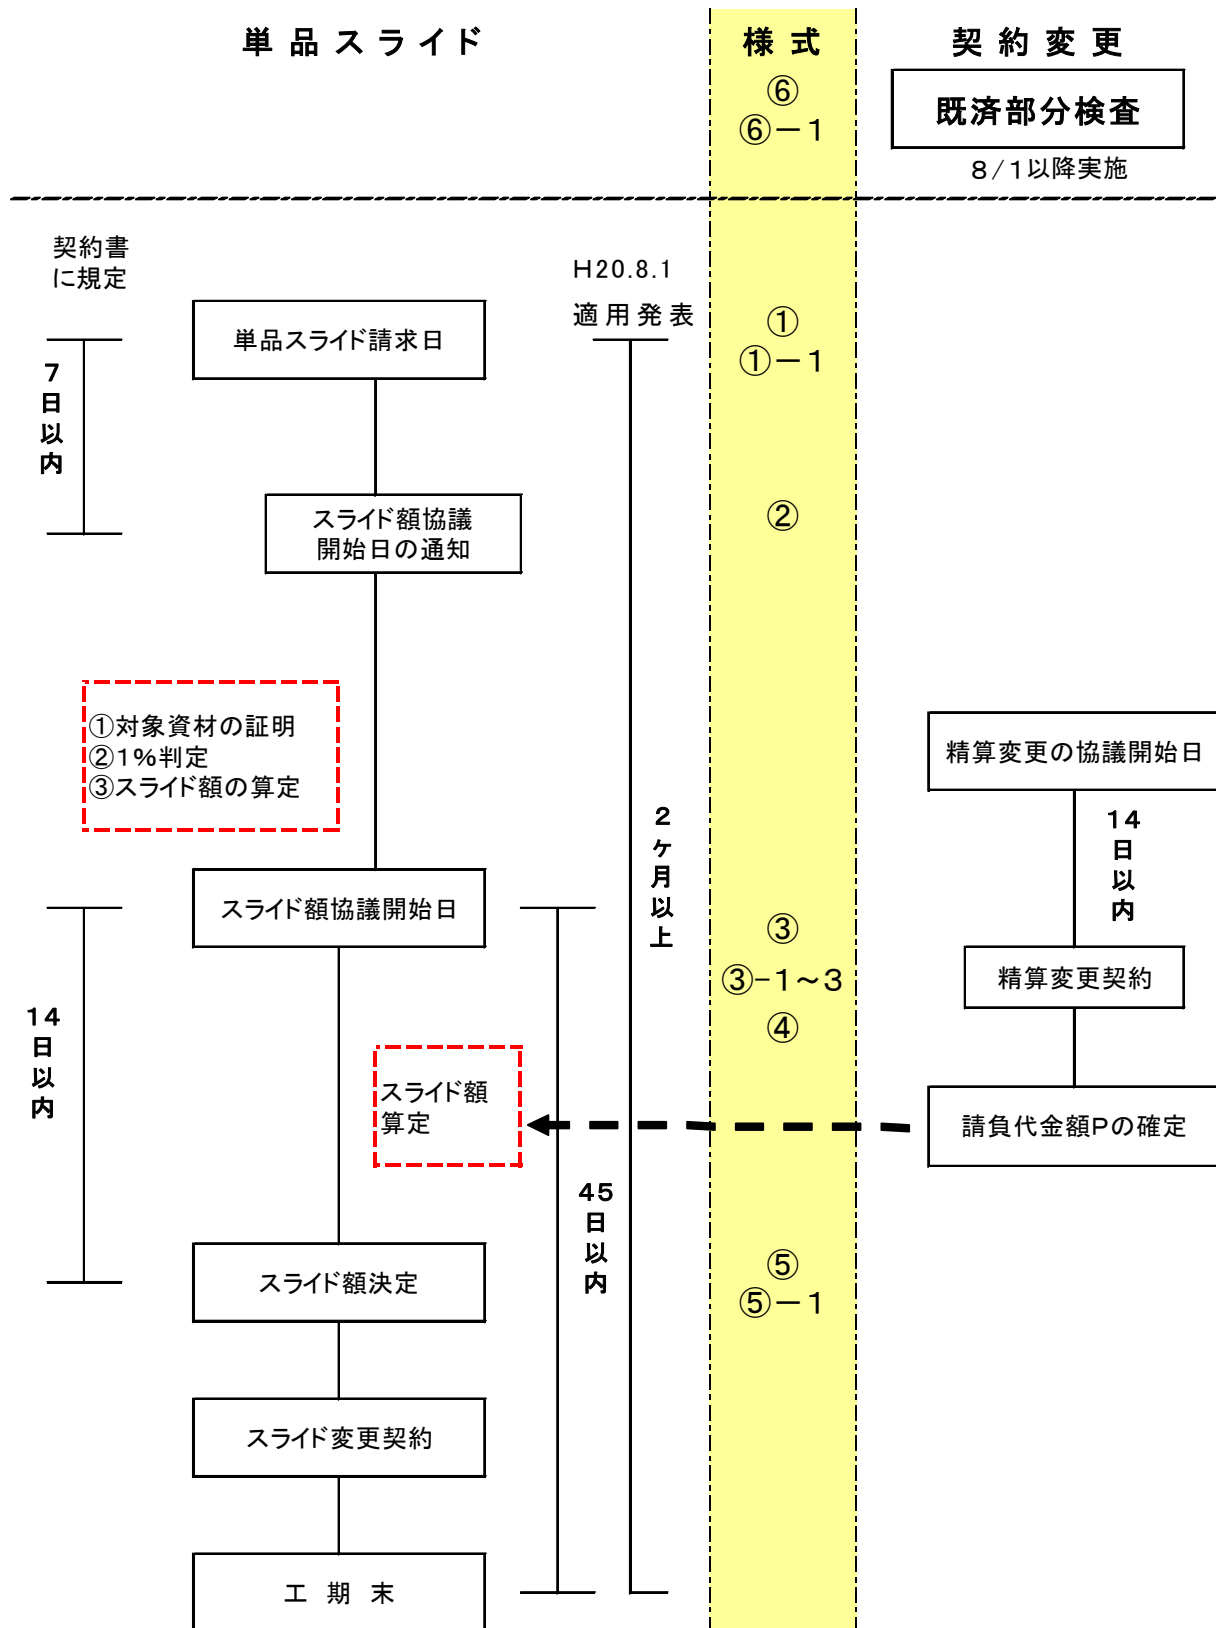 単品スライド
様式
契約変更
⑥
⑥－1
既済部分検査
8/1以降実施
契約書
に規定
H20.8.1
適用発表
単品スライド請求日
①
①－1
7日以内
スライド額協議
開始日の通知
②
①対象資材の証明
②1%判定
③スライド額の算定
精算変更の協議開始日
2ヶ月以上
14日以内
スライド額協議開始日
③
③-1～3
④
精算変更契約
14日以内
スライド額
算定
請負代金額Pの確定
45日以内
スライド額決定
⑤
⑤－1
スライド変更契約
工期末